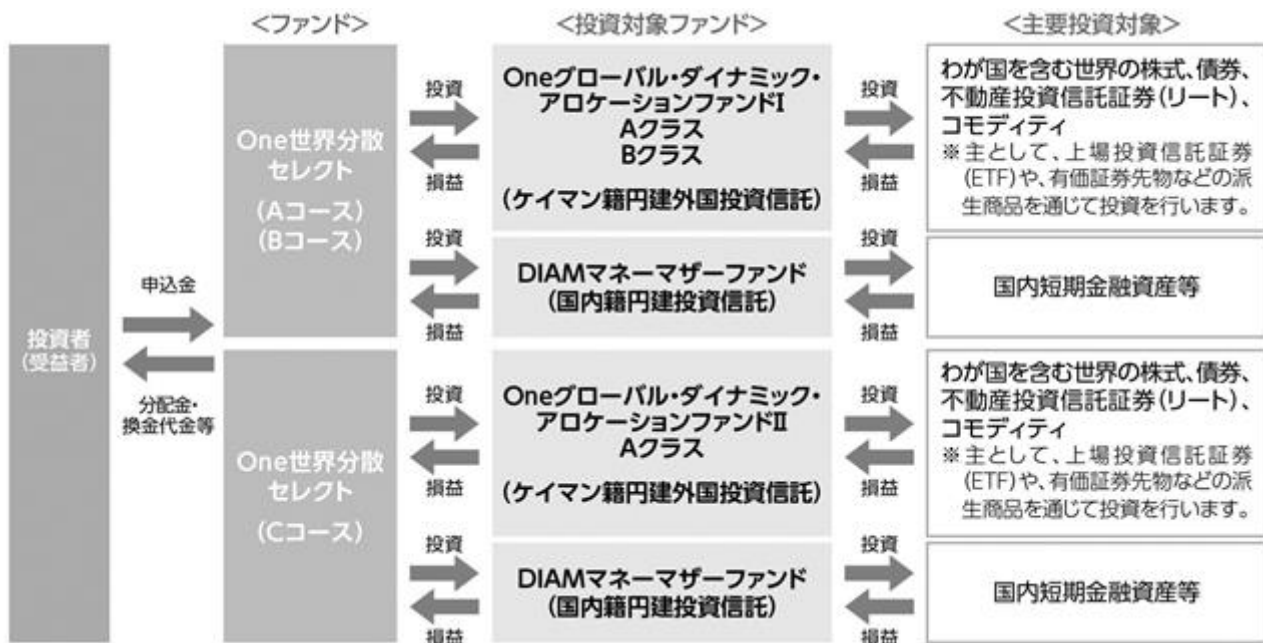 <ファンド>
<投資対象ファンド>
<主要投資対象>
投資者
(受益者)
申込金
分配金・
換金代金等
One世界分散
セレクト
(Aコース)
(Bコース)
投資
損益
Oneグローバル・ダイナミック・
アロケーションファンドI
Aクラス
Bクラス
(ケイマン籍円建外国投資信託)
投資
損益
わが国を含む世界の株式、債券、
不動産投資信託証券(リート)、
コモディティ
※主として、上場投資信託証券
(ETF)や、有価証券先物などの派
生商品を通じて投資を行います。
投資
損益
DIAMマネーマザーファンド
(国内籍円建投資信託)
投資
損益
国内短期金融資産等
One世界分散
セレクト
(Cコース)
投資
損益
Oneグローバル・ダイナミック・
アロケーションファンドⅡ
Aクラス
(ケイマン籍円建外国投資信託)
投資
損益
わが国を含む世界の株式、債券、
不動産投資信託証券(リート)、
コモディティ
※主として、上場投資信託証券
(ETF)や、有価証券先物などの派
生商品を通じて投資を行います。
投資
損益
DIAMマネーマザーファンド
(国内籍円建投資信託)
投資
損益
国内短期金融資産等